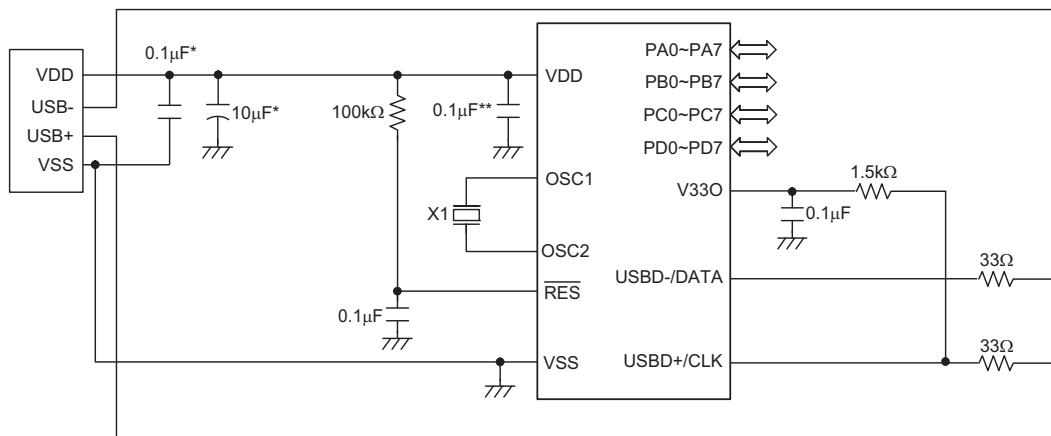 0.1μF*
VDD
USB-
USB+
VSS
10μF*
100kΩ
0.1μF**
X1
0.1μF
VDD
OSC1
OSC2
RES
VSS
PA0~PA7
PB0~PB7
PC0~PC7
PD0~PD7
V33O
USBD-/DATA
USBD+/CLK
1.5kΩ
0.1μF
33Ω
33Ω